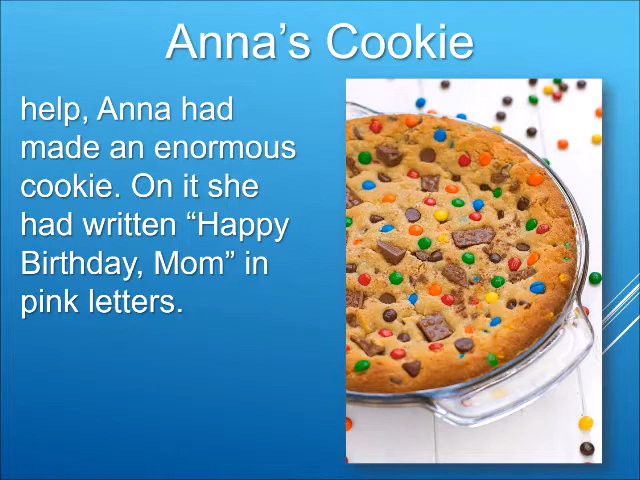 Anna’s Cookie
help, Anna had
made an enormous
cookie. On it she
had written “Happy
Birthday, Mom” in
pink letters.